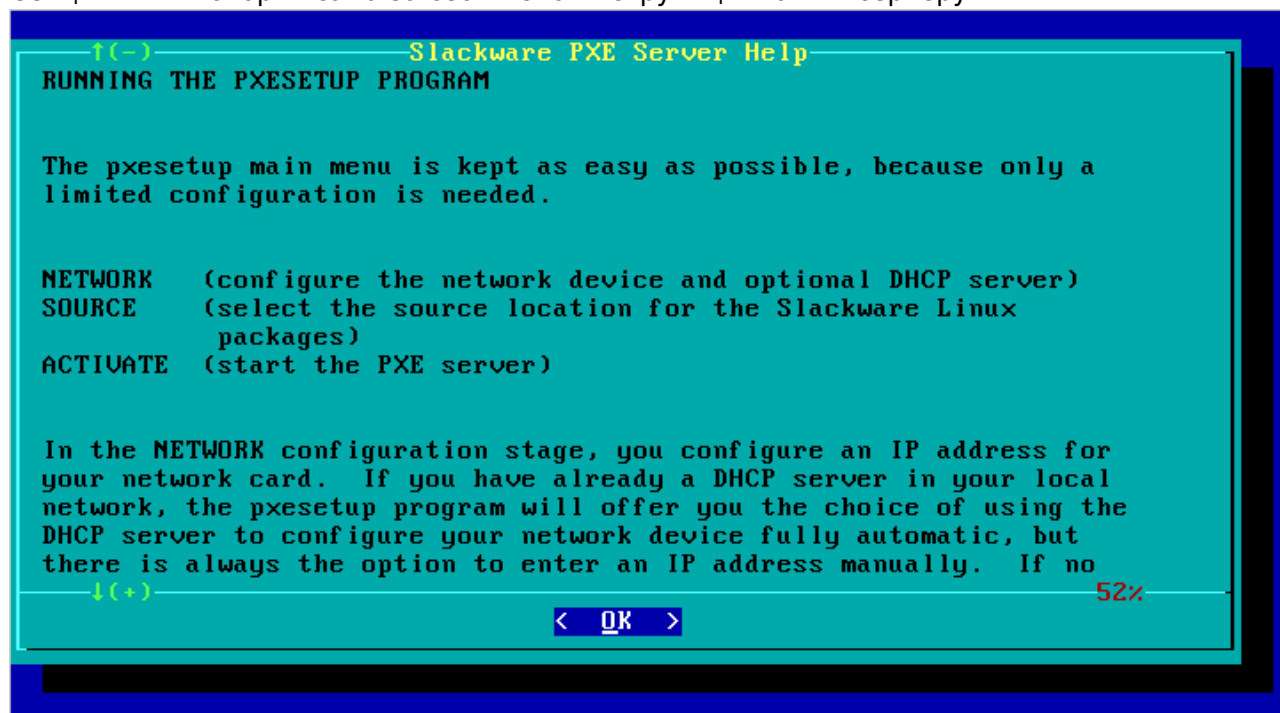 ↑(-) Slackware PXE Server Help
RUNNING THE PXESETUP PROGRAM
The pxesetup main menu is kept as easy as possible, because only a
limited configuration is needed.
NETWORK (configure the network device and optional DHCP server)
SOURCE (select the source location for the Slackware Linux
packages)
ACTIVATE (start the PXE server)
In the NETWORK configuration stage, you configure an IP address for
your network card. If you have already a DHCP server in your local
network, the pxesetup program will offer you the choice of using the
DHCP server to configure your network device fully automatic, but
there is always the option to enter an IP address manually. If no
↓(+) 52%
< OK >